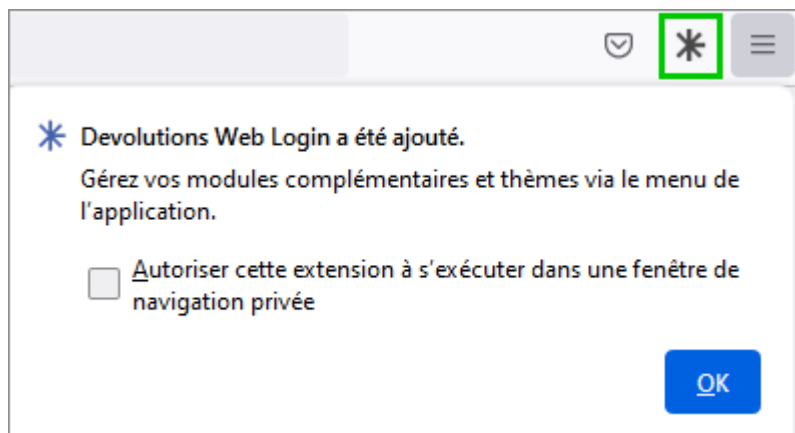 Devolutions Web Login a été ajouté.
Gérez vos modules complémentaires et thèmes via le menu de
l'application.
Autoriser cette extension à s'exécuter dans une fenêtre de
navigation privée
OK